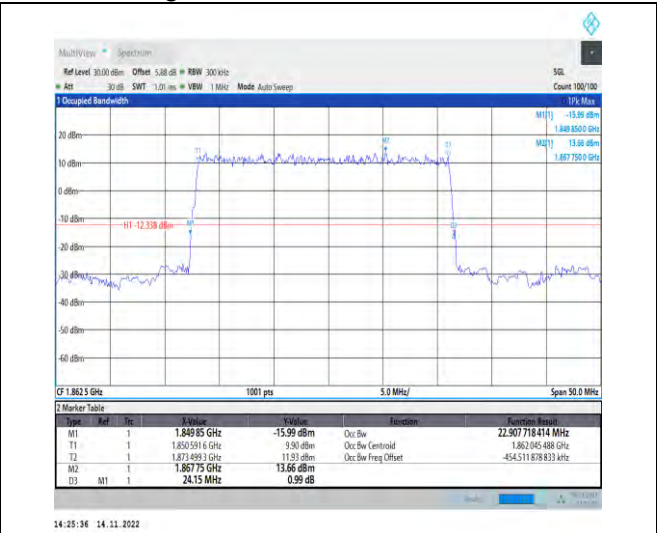 MultiView Spectrum
Ref Level 30.00 dBm Offset 5.88 dB RBW 300 kHz SGL
Att 30 dB SWT 1.01 ms VBW 1 MHz Mode Auto Sweep Count 100/100
1 Occupied Bandwidth 1Pk Max
M1[1] -15.99 dBm
1.849 8500 GHz
M2[1] 13.66 dBm
1.867 7500 GHz
20 dBm
10 dBm
0 dBm
-10 dBm
-20 dBm
-30 dBm
-40 dBm
-50 dBm
-60 dBm
T1
M2
T2
H1 -12.338 dBm
M1
D3
CF 1.862 5 GHz 1001 pts 5.0 MHz/ Span 50.0 MHz
2 Marker Table
Type Ref Trc X-Value Y-Value Function Function Result
M1 1 1.849 85 GHz -15.99 dBm Occ Bw 22.907 718 414 MHz
T1 1 1.850 591 6 GHz 9.90 dBm Occ Bw Centroid 1.862 045 488 GHz
T2 1 1.873 499 3 GHz 11.93 dBm Occ Bw Freq Offset -454.511 878 833 kHz
M2 1 1.867 75 GHz 13.66 dBm
D3 M1 1 24.15 MHz 0.99 dB
14:25:36 14.11.2022